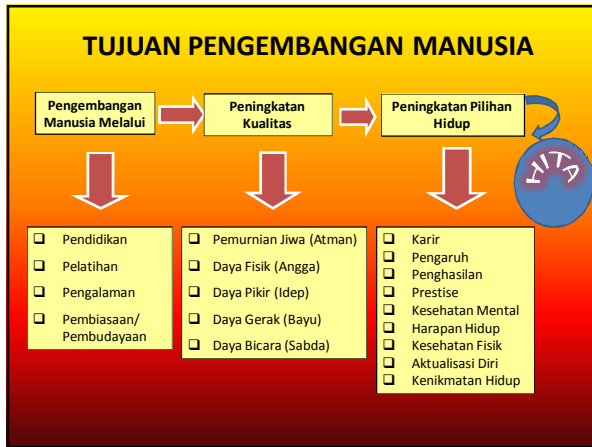 TUJUAN PENGEMBANGAN MANUSIA
Pengembangan
Manusia Melalui
Peningkatan
Kualitas
Peningkatan Pilihan
Hidup
HITA
Pendidikan
Pelatihan
Pengalaman
Pembiasaan/
Pembudayaan
Pemurnian Jiwa (Atman)
Daya Fisik (Angga)
Daya Pikir (Idep)
Daya Gerak (Bayu)
Daya Bicara (Sabda)
Karir
Pengaruh
Penghasilan
Prestise
Kesehatan Mental
Harapan Hidup
Kesehatan Fisik
Aktualisasi Diri
Kenikmatan Hidup